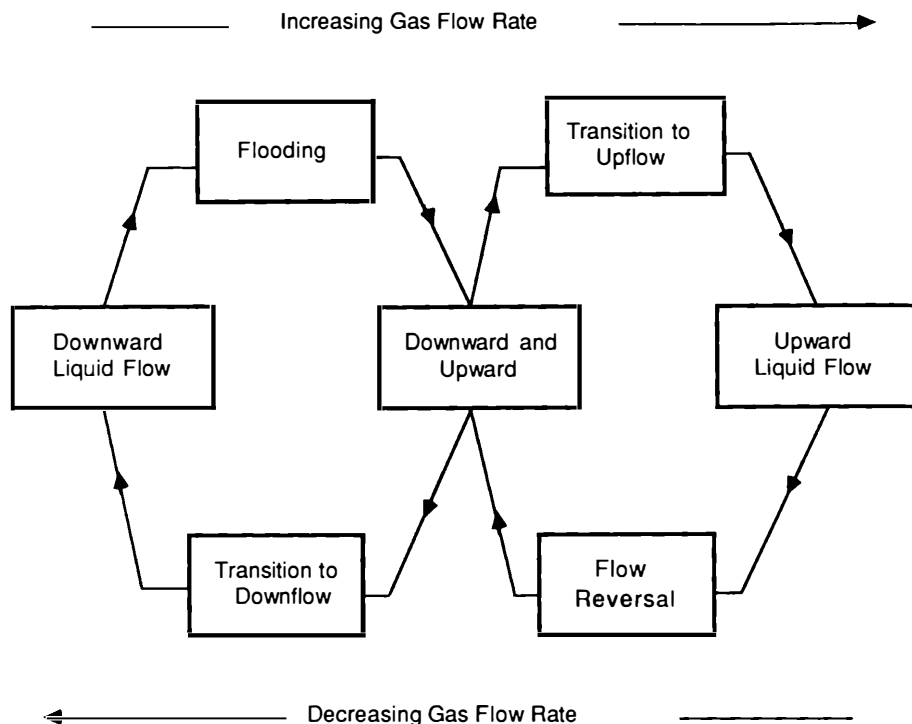 Increasing Gas Flow Rate
Flooding
Transition to
Upflow
Downward
Liquid Flow
Downward and
Upward
Upward
Liquid Flow
Transition to
Downflow
Flow
Reversal
Decreasing Gas Flow Rate